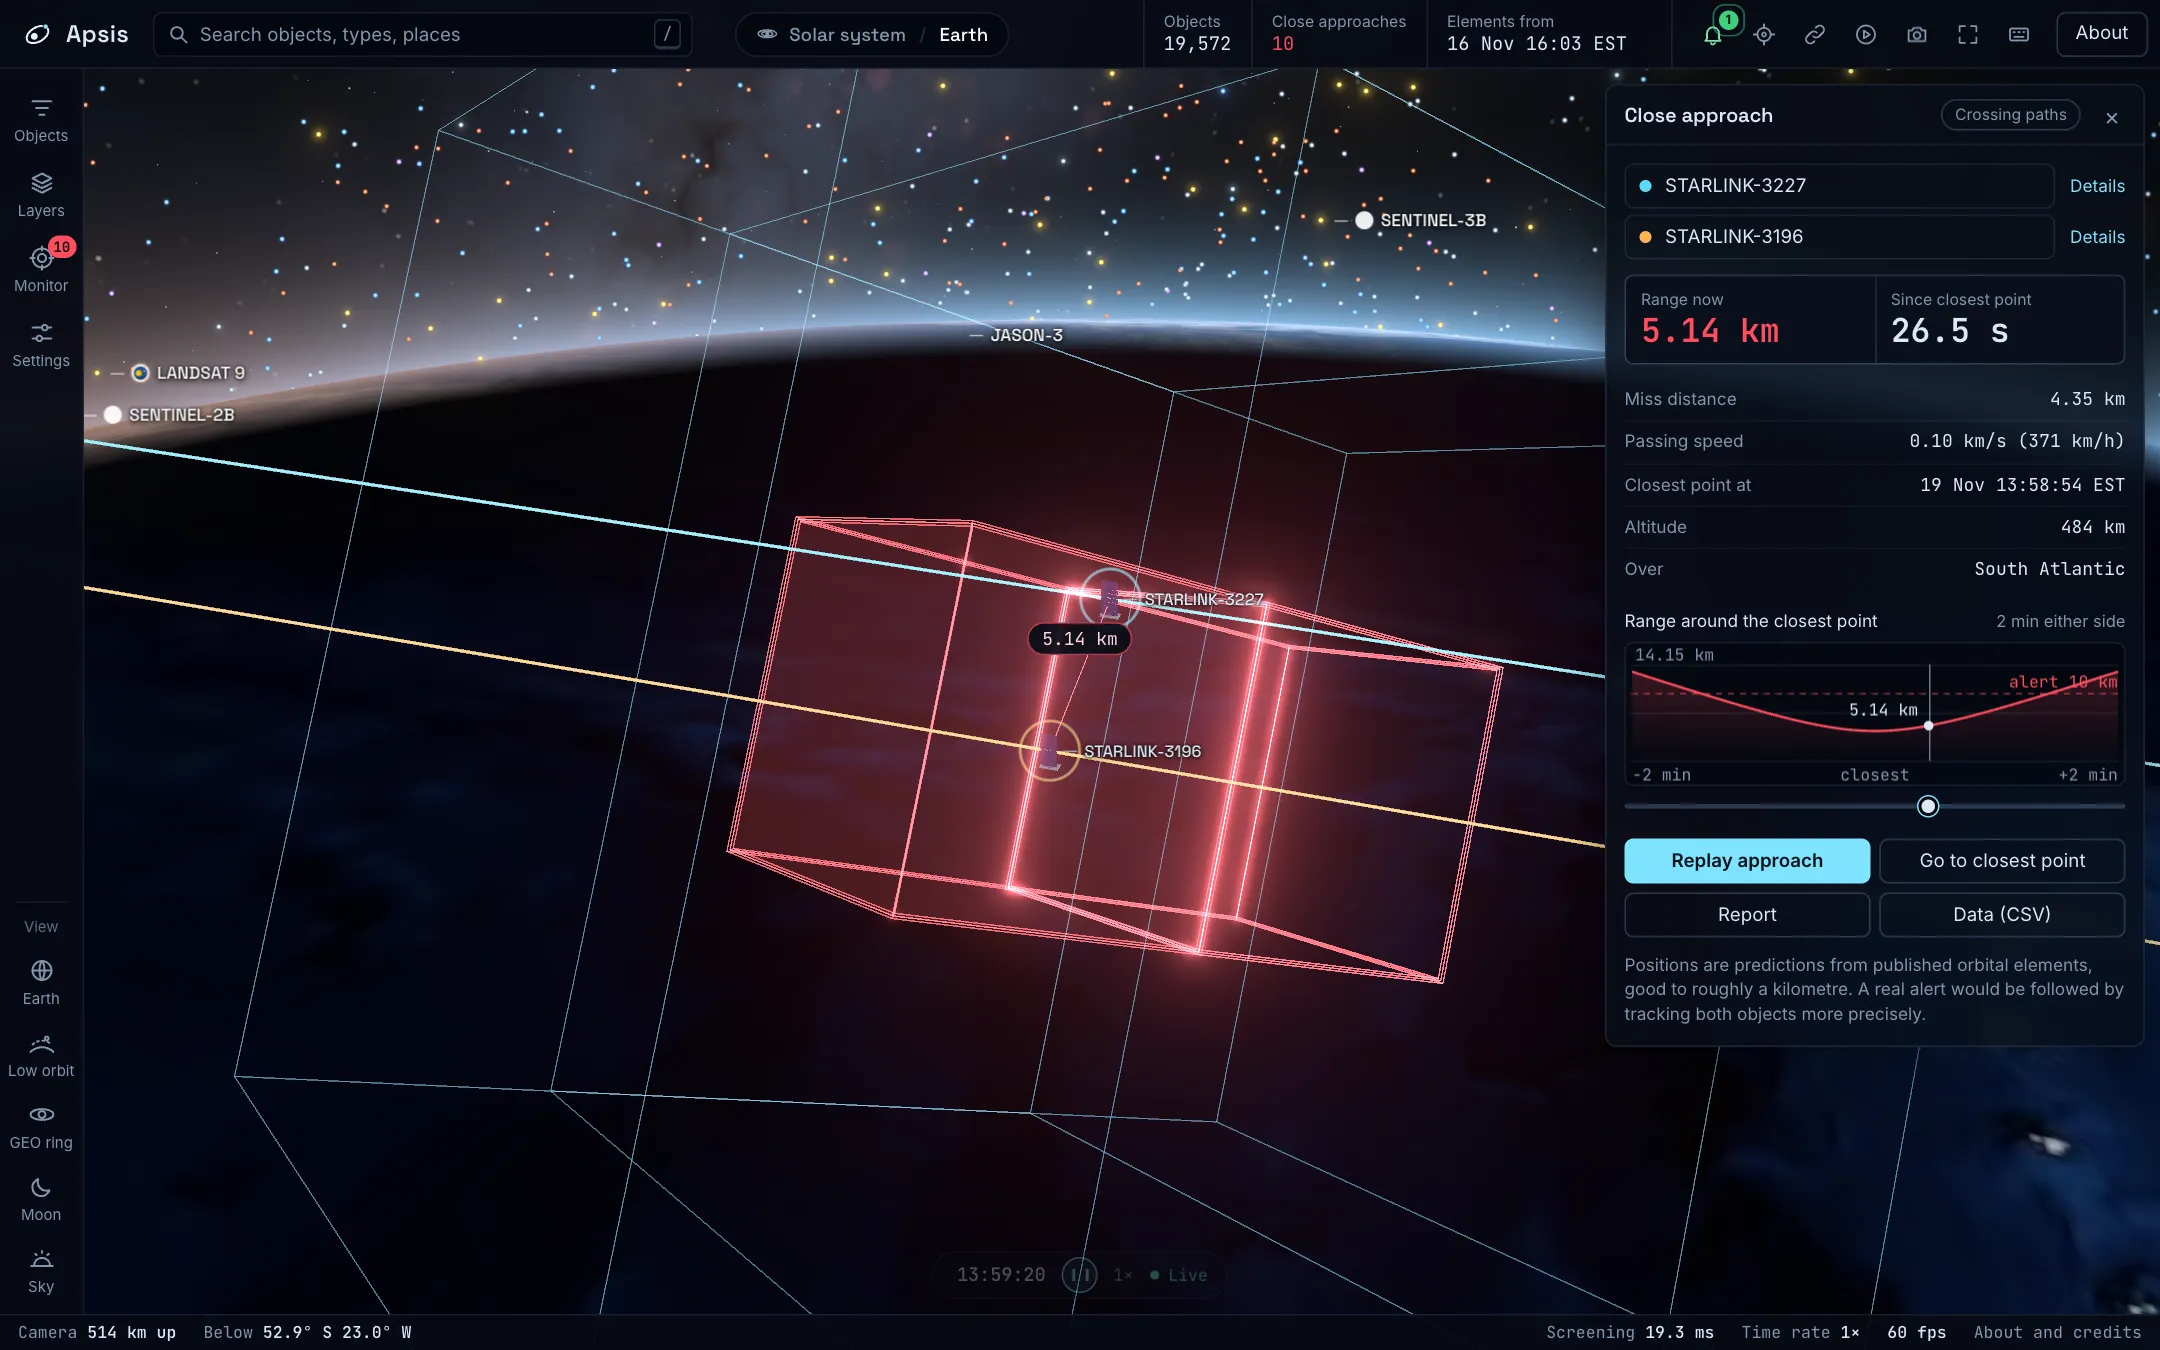 Apsis
Search objects, types, places
/
Solar system / Earth
Objects
19,572
Close approaches
10
Elements from
16 Nov 16:03 EST
1
About
Objects
Layers
10
Monitor
Settings
View
Earth
Low orbit
GEO ring
Moon
Sky
SENTINEL-3B
JASON-3
LANDSAT 9
SENTINEL-2B
STARLINK-3227
5.14 km
STARLINK-3196
Close approach
Crossing paths
×
STARLINK-3227
Details
STARLINK-3196
Details
Range now
5.14 km
Since closest point
26.5 s
Miss distance
4.35 km
Passing speed
0.10 km/s (371 km/h)
Closest point at
19 Nov 13:58:54 EST
Altitude
484 km
Over
South Atlantic
Range around the closest point
2 min either side
14.15 km
alert 10 km
5.14 km
-2 min
closest
+2 min
Replay approach
Go to closest point
Report
Data (CSV)
Positions are predictions from published orbital elements,
good to roughly a kilometre. A real alert would be followed by
tracking both objects more precisely.
13:59:20
1×
Live
Camera 514 km up
Below 52.9° S 23.0° W
Screening 19.3 ms
Time rate 1×
60 fps
About and credits